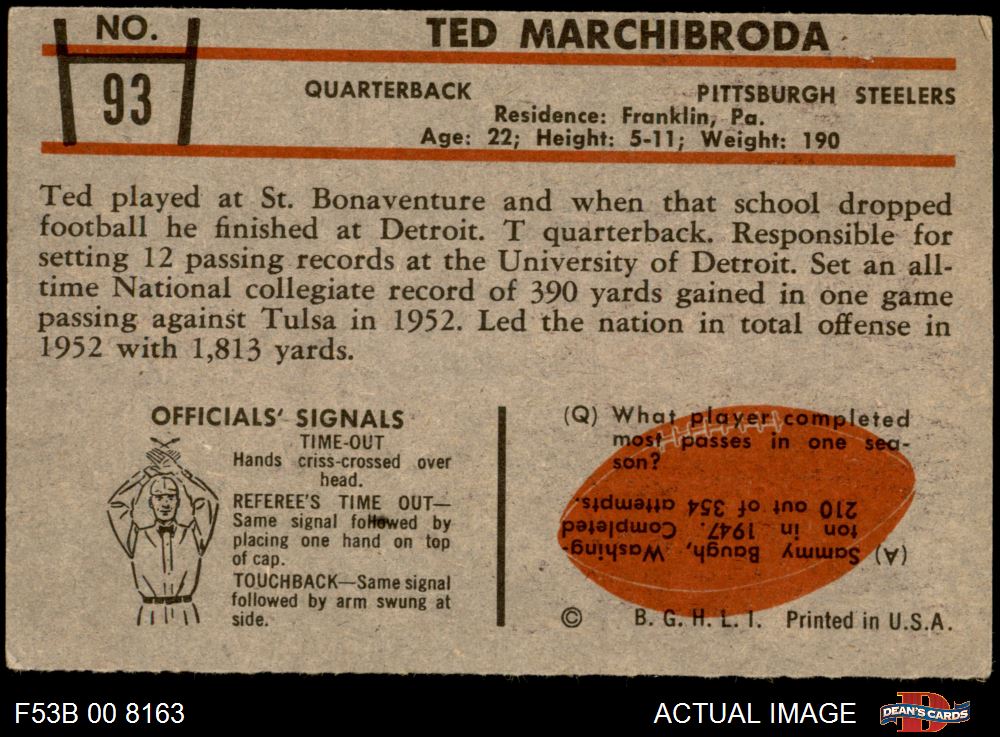 NO.
93
TED MARCHIBRODA
QUARTERBACK PITTSBURGH STEELERS
Residence: Franklin, Pa.
Age: 22; Height: 5-11; Weight: 190
Ted played at St. Bonaventure and when that school dropped
football he finished at Detroit. T quarterback. Responsible for
setting 12 passing records at the University of Detroit. Set an all-
time National collegiate record of 390 yards gained in one game
passing against Tulsa in 1952. Led the nation in total offense in
1952 with 1,813 yards.
OFFICIALS' SIGNALS
TIME-OUT
Hands criss-crossed over
head.
REFEREE'S TIME OUT—
Same signal followed by
placing one hand on top
of cap.
TOUCHBACK—Same signal
followed by arm swung at
side.
(Q) What player completed
most passes in one sea-
son?
(A) Sammy Baugh, Washing-
ton in 1947. Completed
210 out of 354 attempts.
© B. G. H. L. I. Printed in U.S.A.
F53B 00 8163
ACTUAL IMAGE
D
DEAN'S CARDS